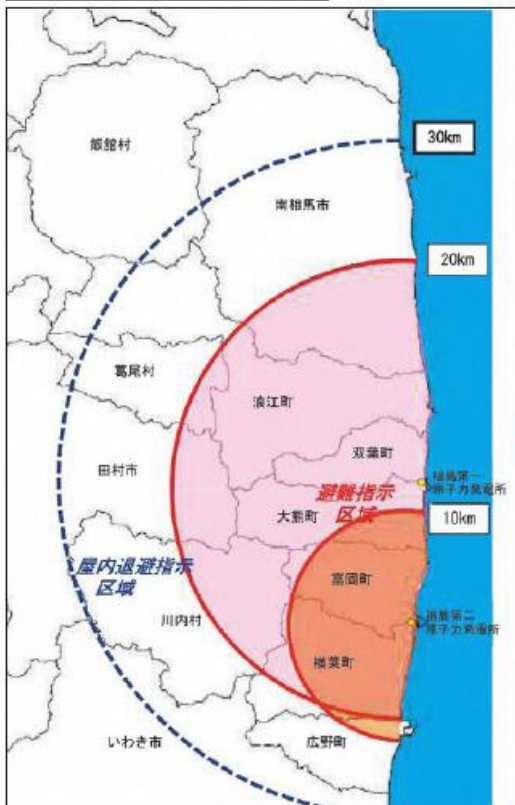 30km
飯館村
南相馬市
20km
葛尾村
浪江町
双葉町
田村市
福島第一
原子力発電所
避難指示
区域
大熊町
10km
屋内退避指示
区域
富岡町
川内村
福島第二
原子力発電所
楢葉町
いわき市
広野町